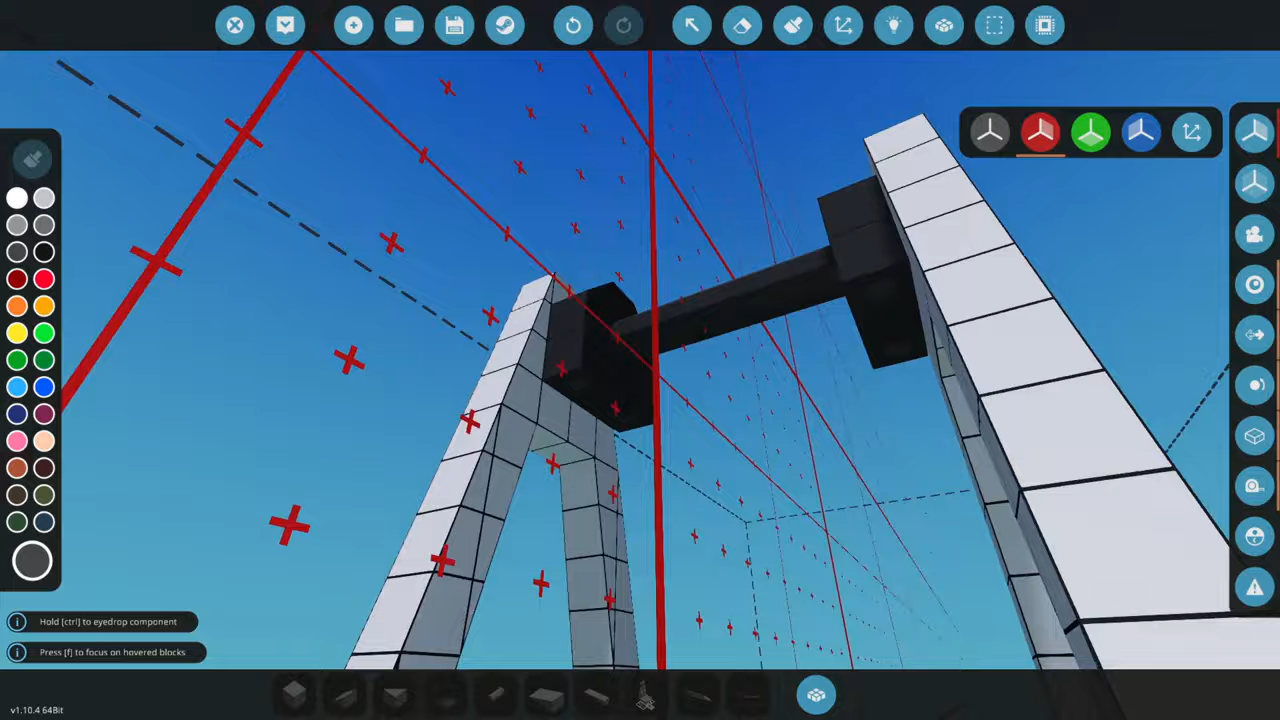 Hold [ctrl] to eyedrop component
Press [f] to focus on hovered blocks
v1.10.4 64Bit